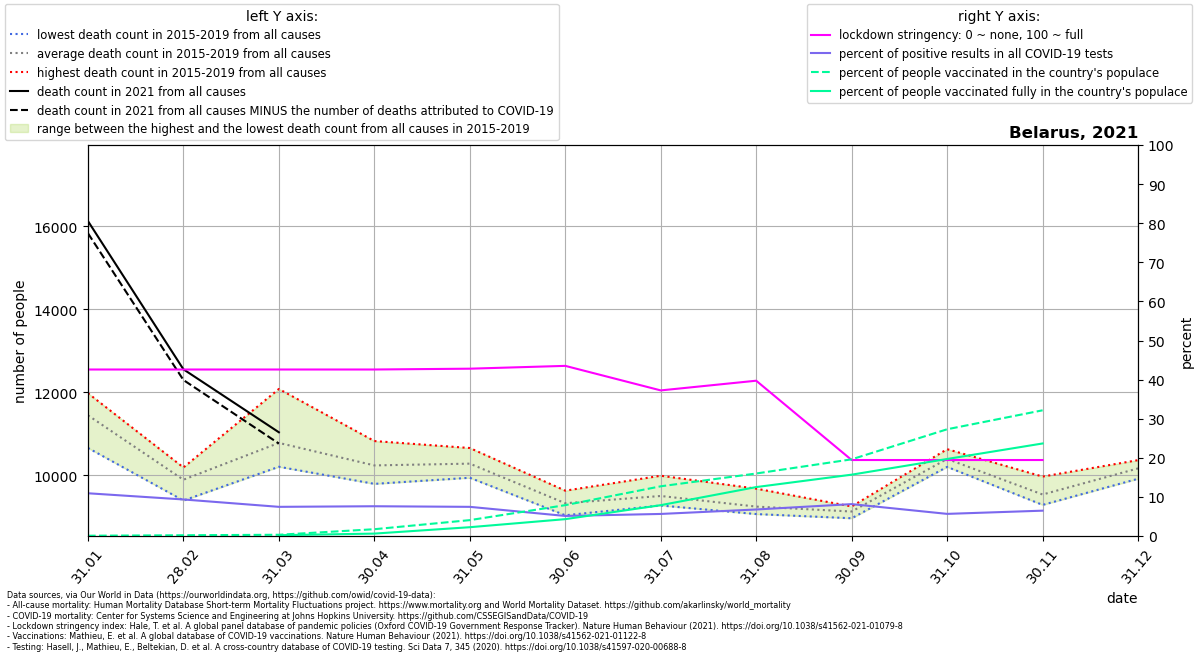 left Y axis:
lowest death count in 2015-2019 from all causes
average death count in 2015-2019 from all causes
highest death count in 2015-2019 from all causes
death count in 2021 from all causes
death count in 2021 from all causes MINUS the number of deaths attributed to COVID-19
range between the highest and the lowest death count from all causes in 2015-2019
right Y axis:
lockdown stringency: 0 ~ none, 100 ~ full
percent of positive results in all COVID-19 tests
percent of people vaccinated in the country's populace
percent of people vaccinated fully in the country's populace
Belarus, 2021
number of people
16000
14000
12000
10000
100
90
80
70
60
50
40
30
20
10
0
percent
31.01
28.02
31.03
30.04
31.05
30.06
31.07
31.08
30.09
31.10
30.11
31.12
date
Data sources, via Our World in Data (https://ourworldindata.org, https://github.com/owid/covid-19-data):
- All-cause mortality: Human Mortality Database Short-term Mortality Fluctuations project. https://www.mortality.org and World Mortality Dataset. https://github.com/akarlinsky/world_mortality
- COVID-19 mortality: Center for Systems Science and Engineering at Johns Hopkins University. https://github.com/CSSEGISandData/COVID-19
- Lockdown stringency index: Hale, T. et al. A global panel database of pandemic policies (Oxford COVID-19 Government Response Tracker). Nature Human Behaviour (2021). https://doi.org/10.1038/s41562-021-01079-8
- Vaccinations: Mathieu, E. et al. A global database of COVID-19 vaccinations. Nature Human Behaviour (2021). https://doi.org/10.1038/s41562-021-01122-8
- Testing: Hasell, J., Mathieu, E., Beltekian, D. et al. A cross-country database of COVID-19 testing. Sci Data 7, 345 (2020). https://doi.org/10.1038/s41597-020-00688-8